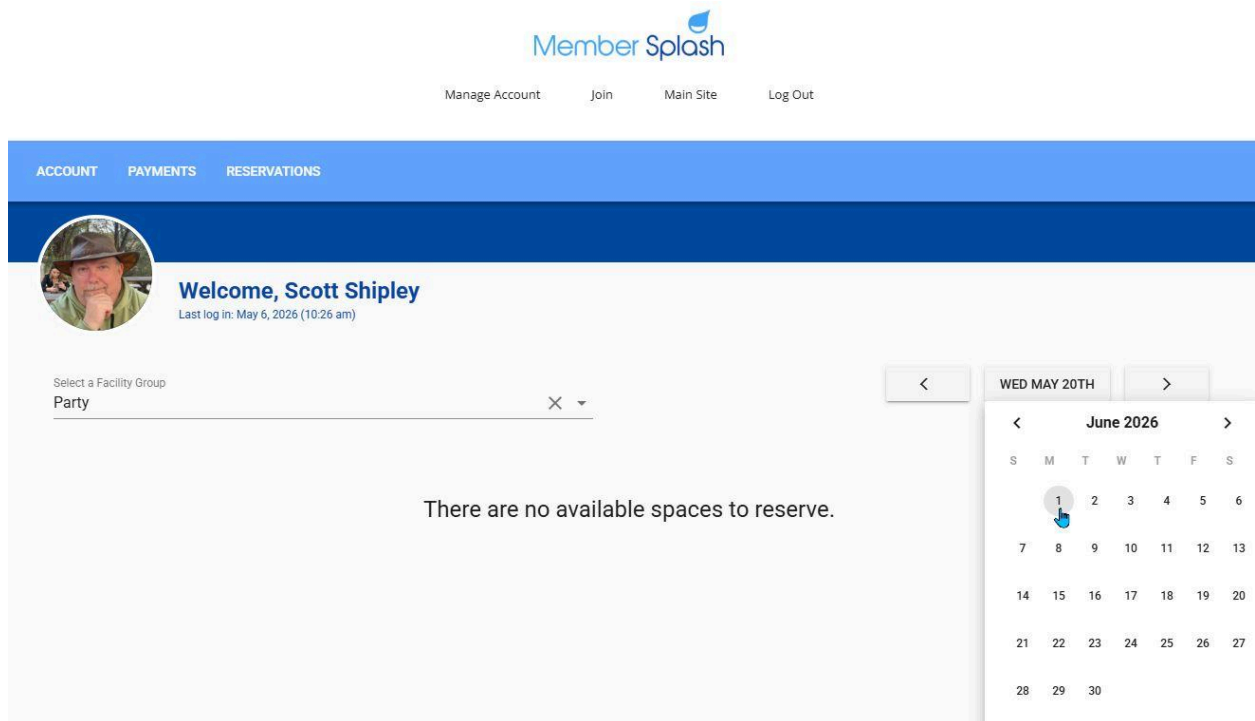 Member Splash
Manage Account Join Main Site Log Out
ACCOUNT PAYMENTS RESERVATIONS
Welcome, Scott Shipley
Last log in: May 6, 2026 (10:26 am)
Select a Facility Group
Party
WED MAY 20TH
June 2026
S M T W T F S
1 2 3 4 5 6
There are no available spaces to reserve.
7 8 9 10 11 12 13
14 15 16 17 18 19 20
21 22 23 24 25 26 27
28 29 30